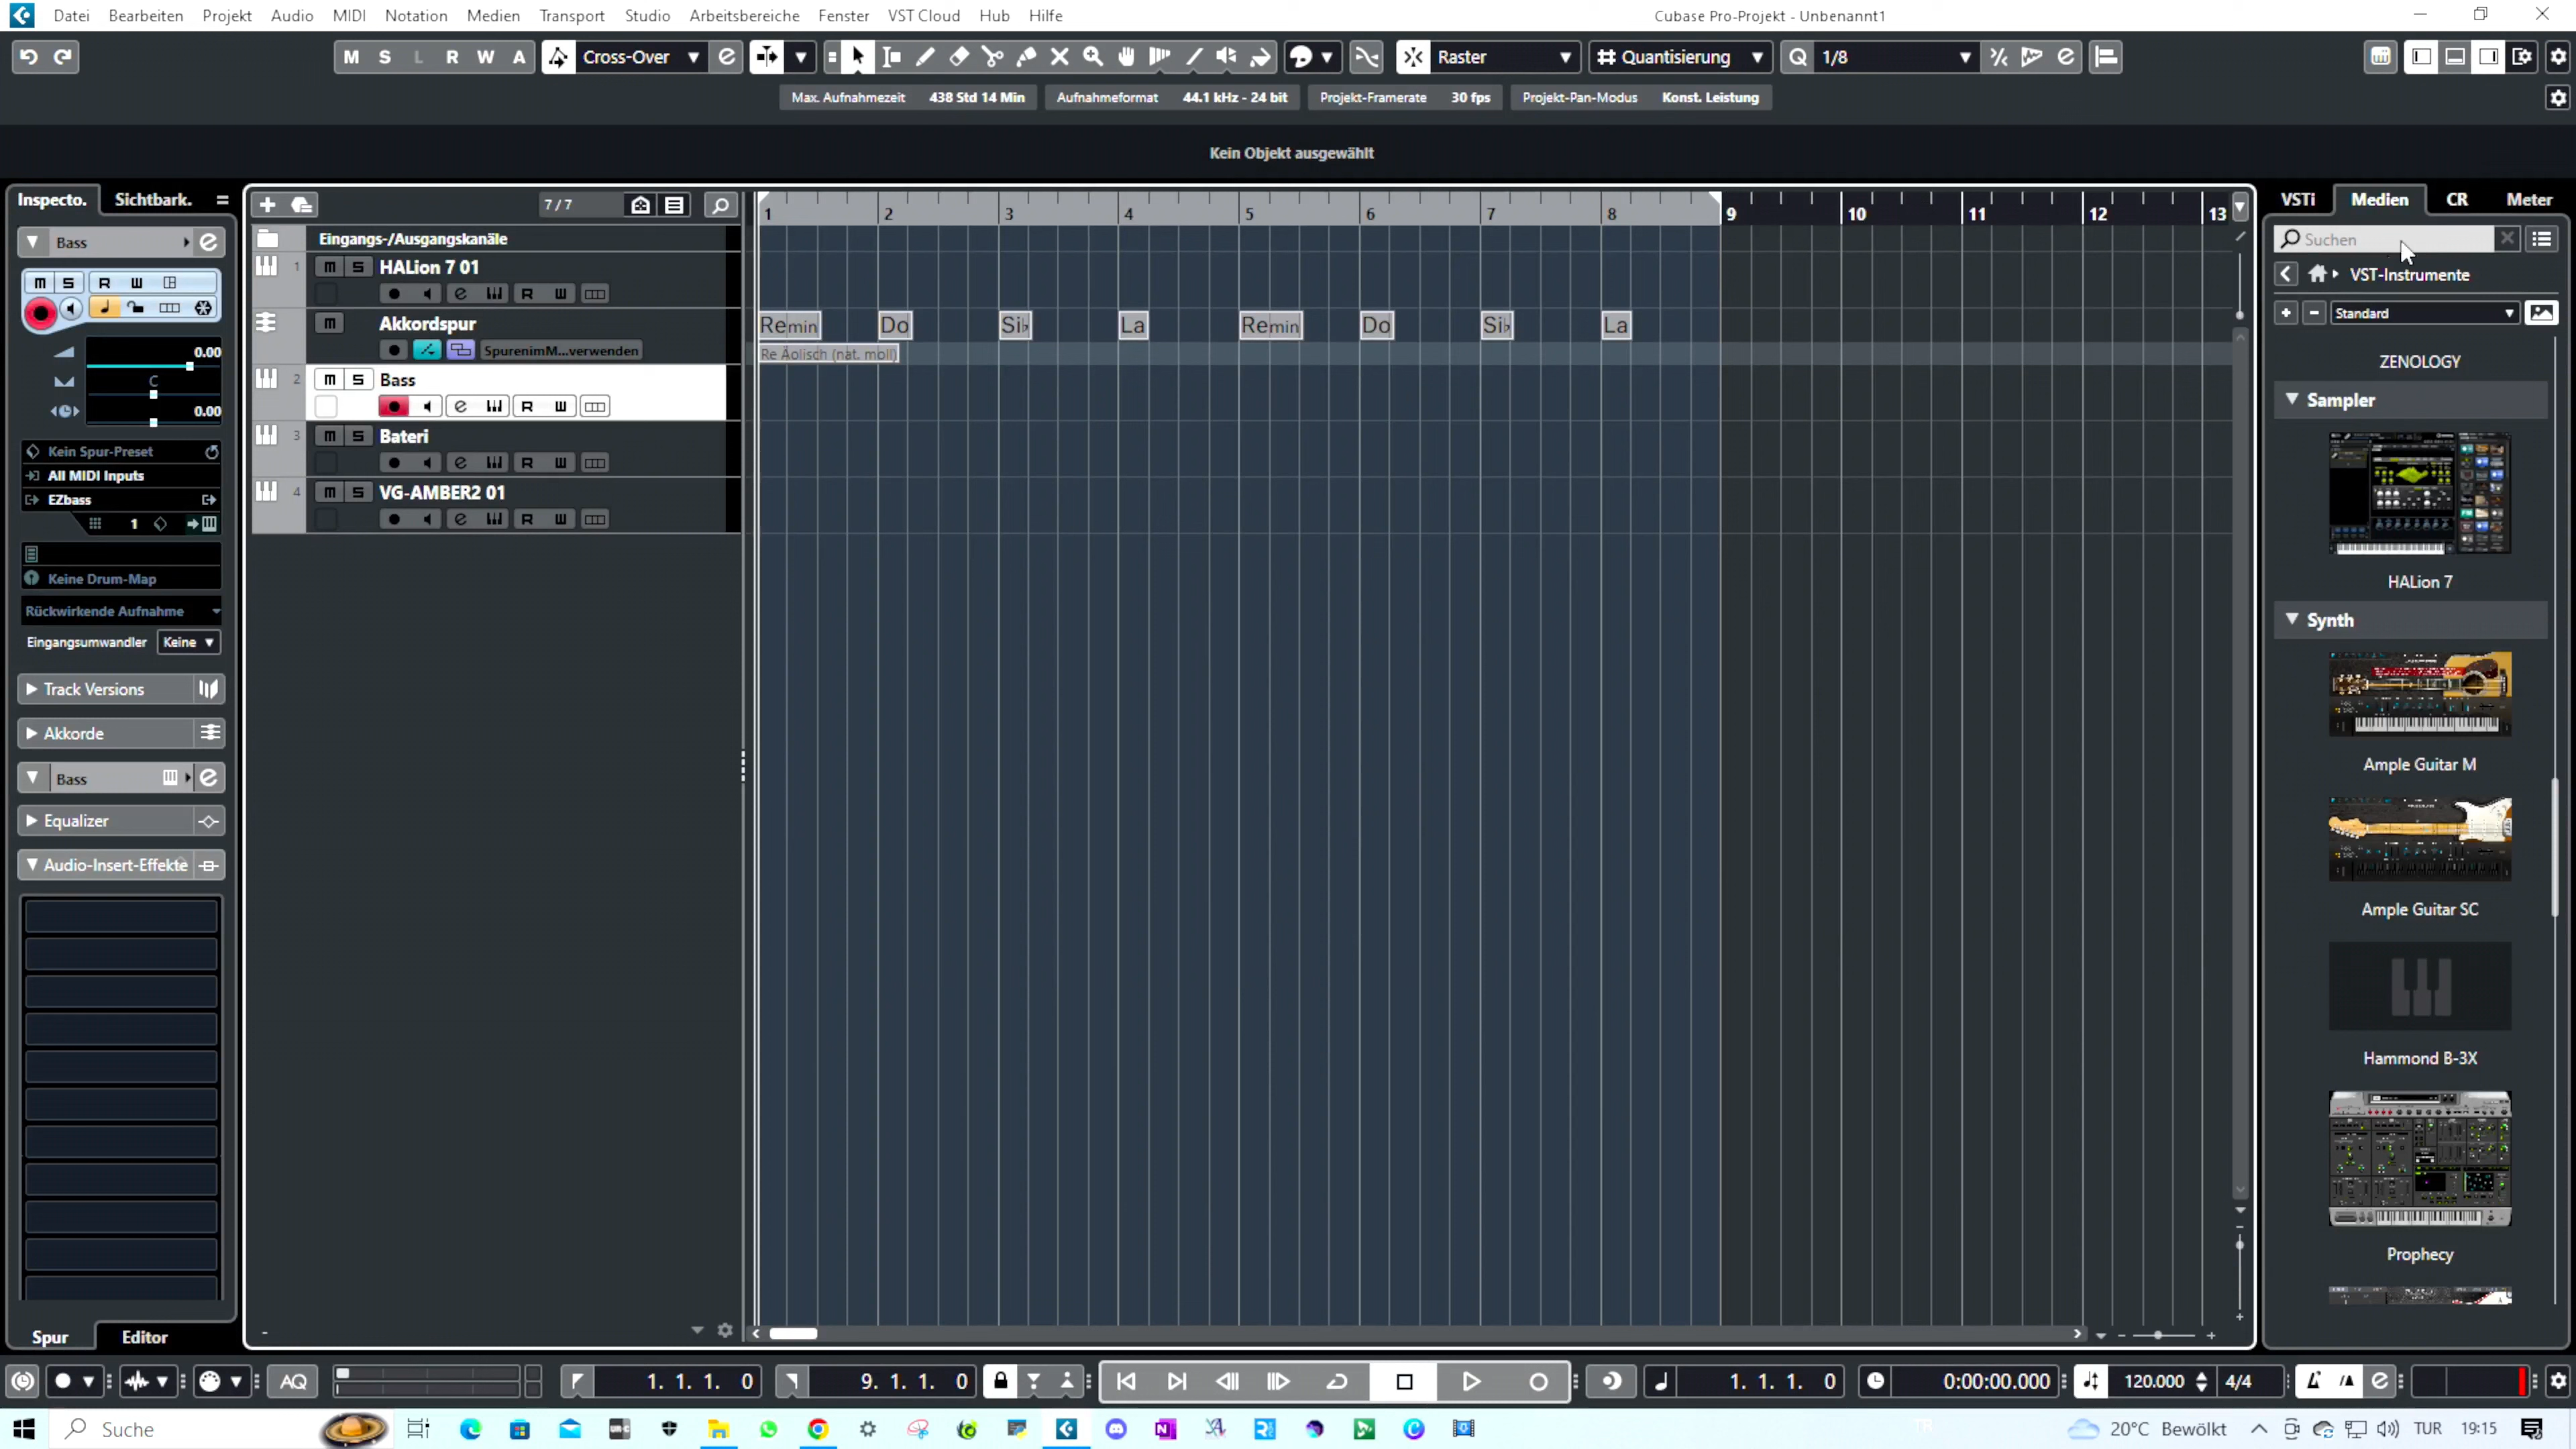 Datei Bearbeiten Projekt Audio MIDI Notation Medien Transport Studio Arbeitsbereiche Fenster VST Cloud Hub Hilfe
Cubase Pro-Projekt - Unbenannt1
M S L R W A Cross-Over Raster Quantisierung Q 1/8
Max. Aufnahmezeit 438 Std 14 Min Aufnahmeformat 44.1 kHz - 24 bit Projekt-Framerate 30 fps Projekt-Pan-Modus Konst. Leistung
Kein Objekt ausgewählt
Inspecto. Sichtbark.
Bass
M S R W
0.00
C
0.00
Kein Spur-Preset
All MIDI Inputs
EZbass
1
Keine Drum-Map
Rückwirkende Aufnahme
Eingangsumwandler Keine
Track Versions
Akkorde
Bass
Equalizer
Audio-Insert-Effekte
Spur Editor
7 / 7
Eingangs-/Ausgangskanäle
1 m S HALion 7 01
R W
m Akkordspur
SpurenimM...verwenden
2 m S Bass
R W
3 m S Bateri
R W
4 m S VG-AMBER2 01
R W
1 2 3 4 5 6 7 8 9 10 11 12 13
Remin Do Si♭ La Remin Do Si♭ La
Re Äolisch (nat. moll)
VSTi Medien CR Meter
Suchen
VST-Instrumente
Standard
ZENOLOGY
Sampler
HALion 7
Synth
Ample Guitar M
Ample Guitar SC
Hammond B-3X
Prophecy
AQ 1. 1. 1. 0 9. 1. 1. 0 1. 1. 1. 0 0:00:00.000 120.000 4/4
Suche
20°C Bewölkt TUR 19:15